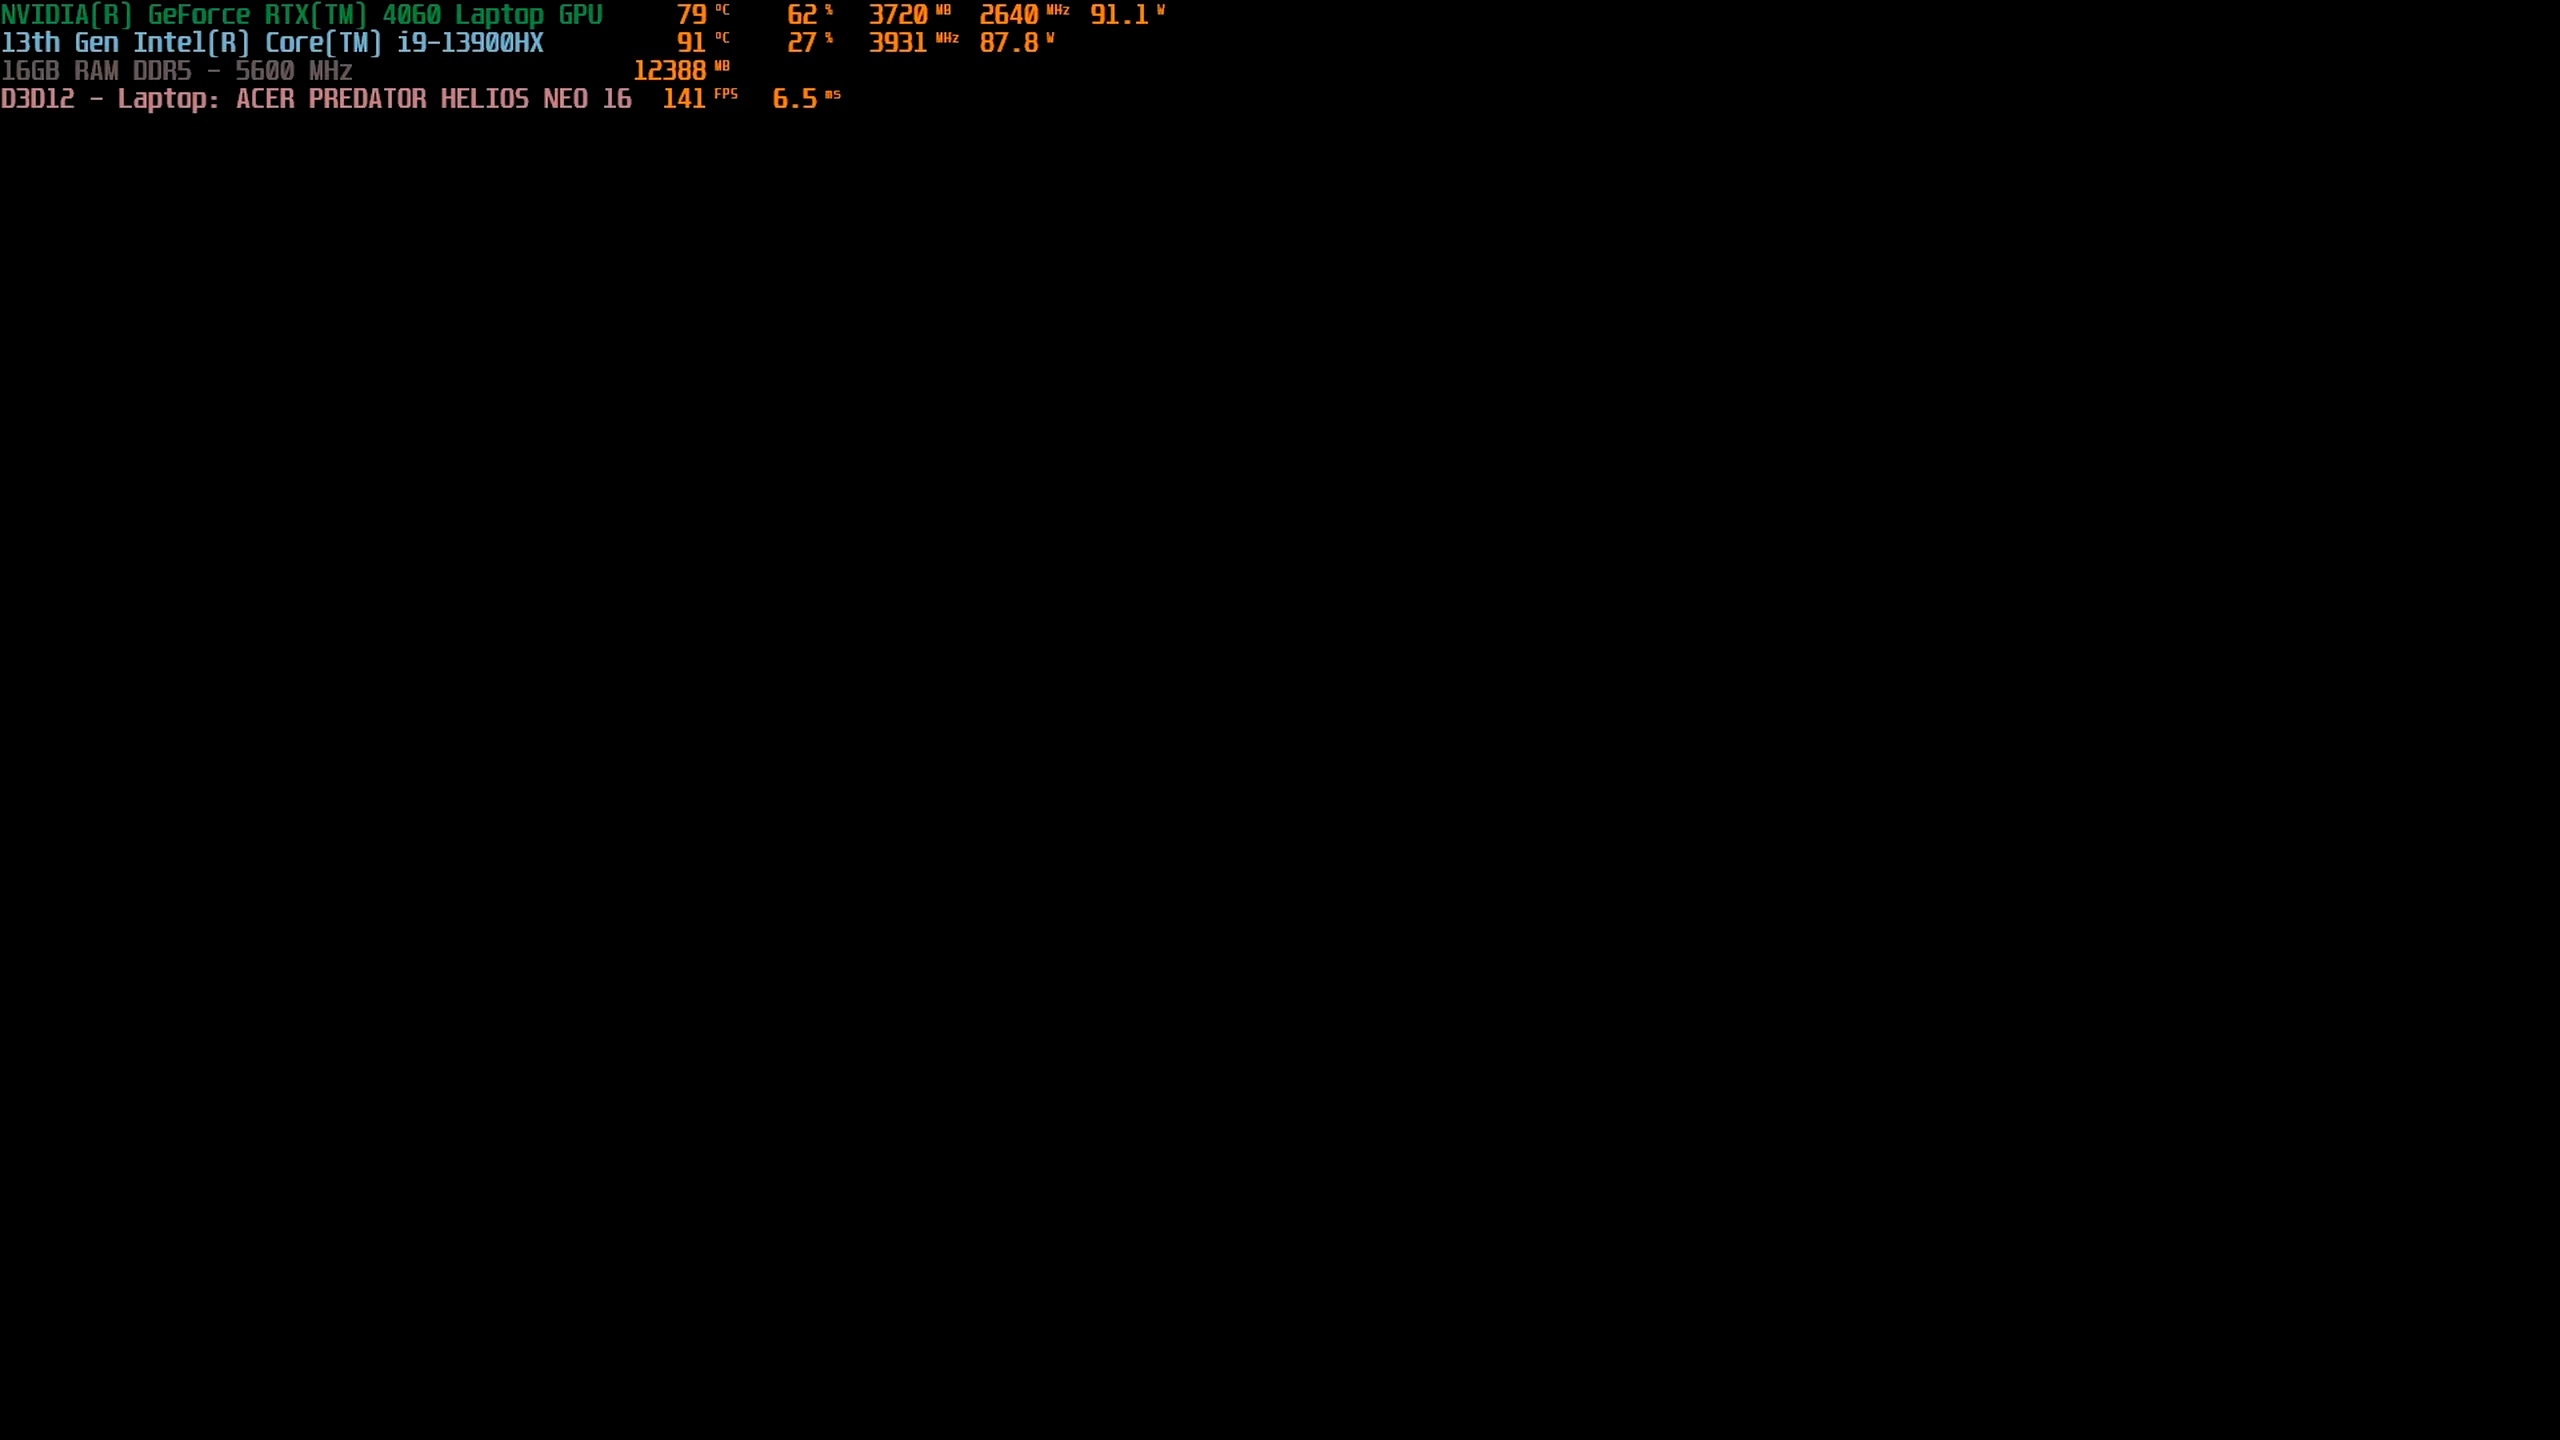 NVIDIA(R) GeForce RTX(TM) 4060 Laptop GPU 79 °C 62 % 3720 MB 2640 MHz 91.1 W
13th Gen Intel(R) Core(TM) i9-13900HX 91 °C 27 % 3931 MHz 87.8 W
16GB RAM DDR5 - 5600 MHz 12388 MB
D3D12 - Laptop: ACER PREDATOR HELIOS NEO 16 141 FPS 6.5 ms